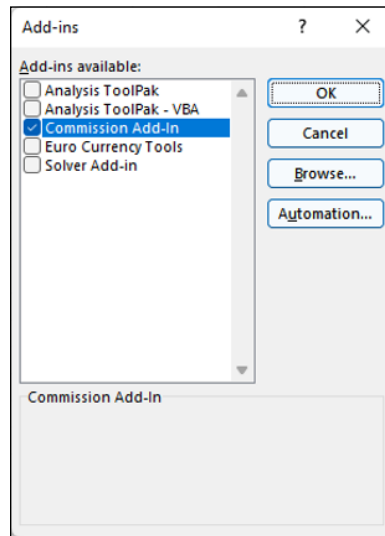 Add-ins
?
Add-ins available:
Analysis ToolPak
Analysis ToolPak - VBA
Commission Add-In
Euro Currency Tools
Solver Add-in
OK
Cancel
Browse...
Automation...
Commission Add-In